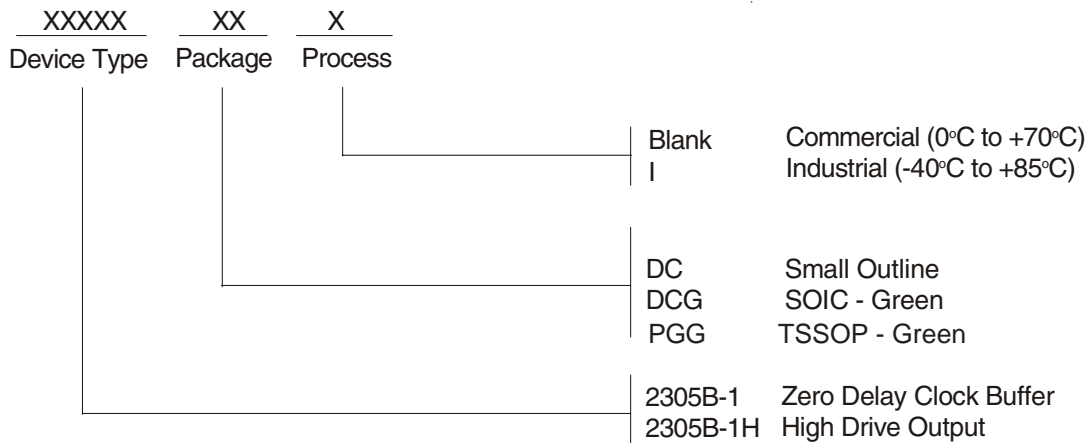 XXXXX XX X
Device Type Package Process
Blank Commercial (0°C to +70°C)
I Industrial (-40°C to +85°C)
DC Small Outline
DCG SOIC - Green
PGG TSSOP - Green
2305B-1 Zero Delay Clock Buffer
2305B-1H High Drive Output